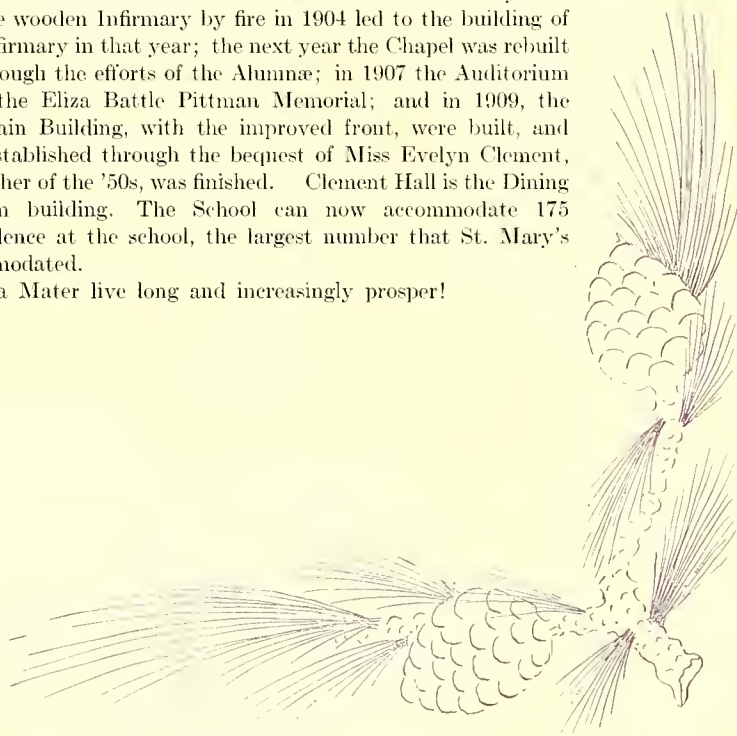 e wooden Infirmary by fire in 1904 led to the building of
firmary in that year; the next year the Chapel was rebuilt
ough the efforts of the Alumnæ; in 1907 the Auditorium
the Eliza Battle Pittman Memorial; and in 1909, the
ain Building, with the improved front, were built, and
stablished through the bequest of Miss Evelyn Clement,
her of the '50s, was finished. Clement Hall is the Dining
n building. The School can now accommodate 175
lence at the school, the largest number that St. Mary's
modated.
a Mater live long and increasingly prosper!